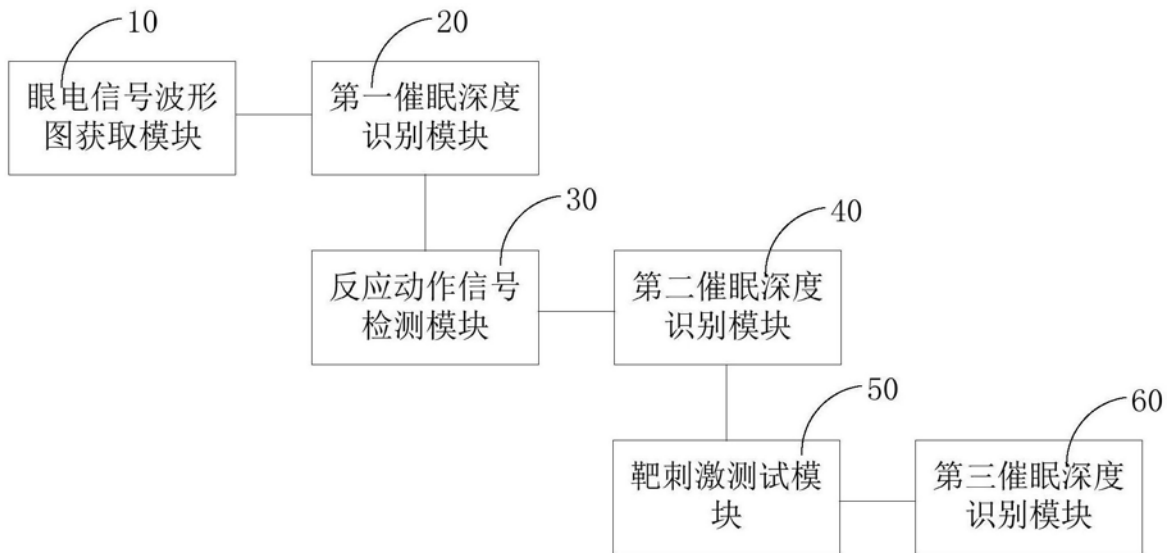 10
20
眼电信号波形
图获取模块
第一催眠深度
识别模块
30
40
反应动作信号
检测模块
第二催眠深度
识别模块
50
60
靶刺激测试模
块
第三催眠深度
识别模块